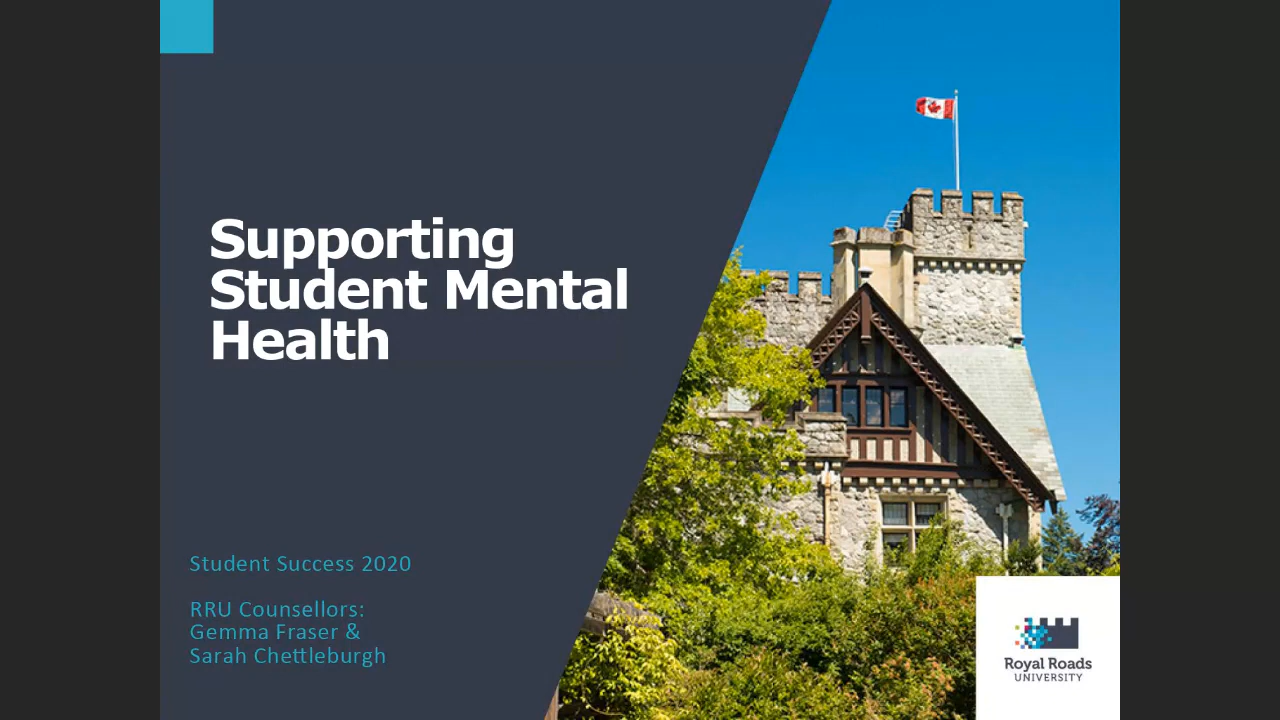 Supporting
Student Mental
Health
Student Success 2020
RRU Counsellors:
Gemma Fraser &
Sarah Chettleburgh
Royal Roads
UNIVERSITY